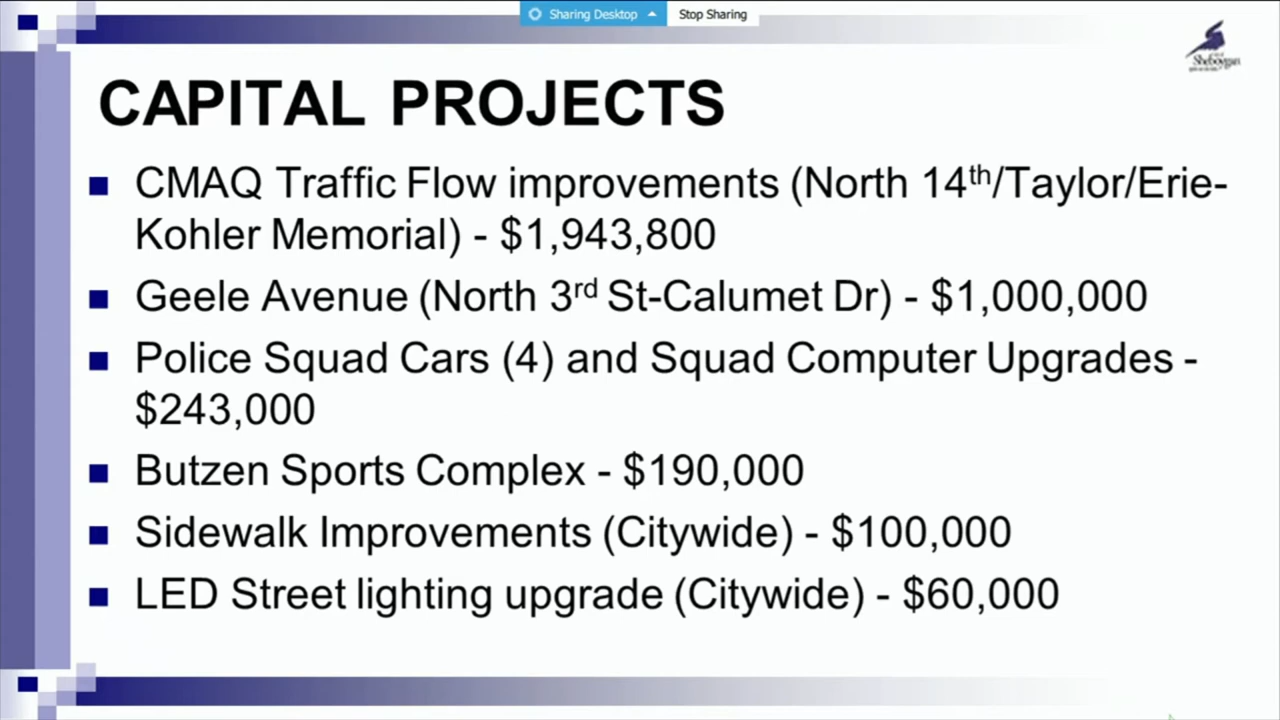 Sharing Desktop Stop Sharing
Sheboygan
CAPITAL PROJECTS
CMAQ Traffic Flow improvements (North 14th/Taylor/Erie-
Kohler Memorial) - $1,943,800
Geele Avenue (North 3rd St-Calumet Dr) - $1,000,000
Police Squad Cars (4) and Squad Computer Upgrades -
$243,000
Butzen Sports Complex - $190,000
Sidewalk Improvements (Citywide) - $100,000
LED Street lighting upgrade (Citywide) - $60,000